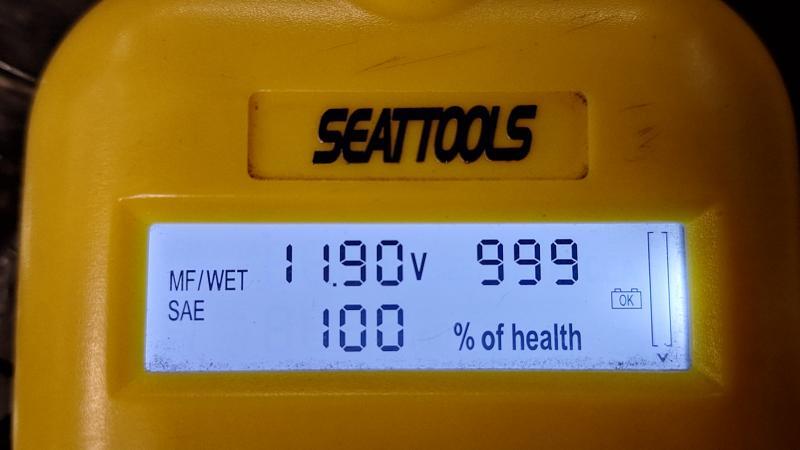 SEATTOOLS
MF/WET 11.90V 999
SAE 100 % of health
OK